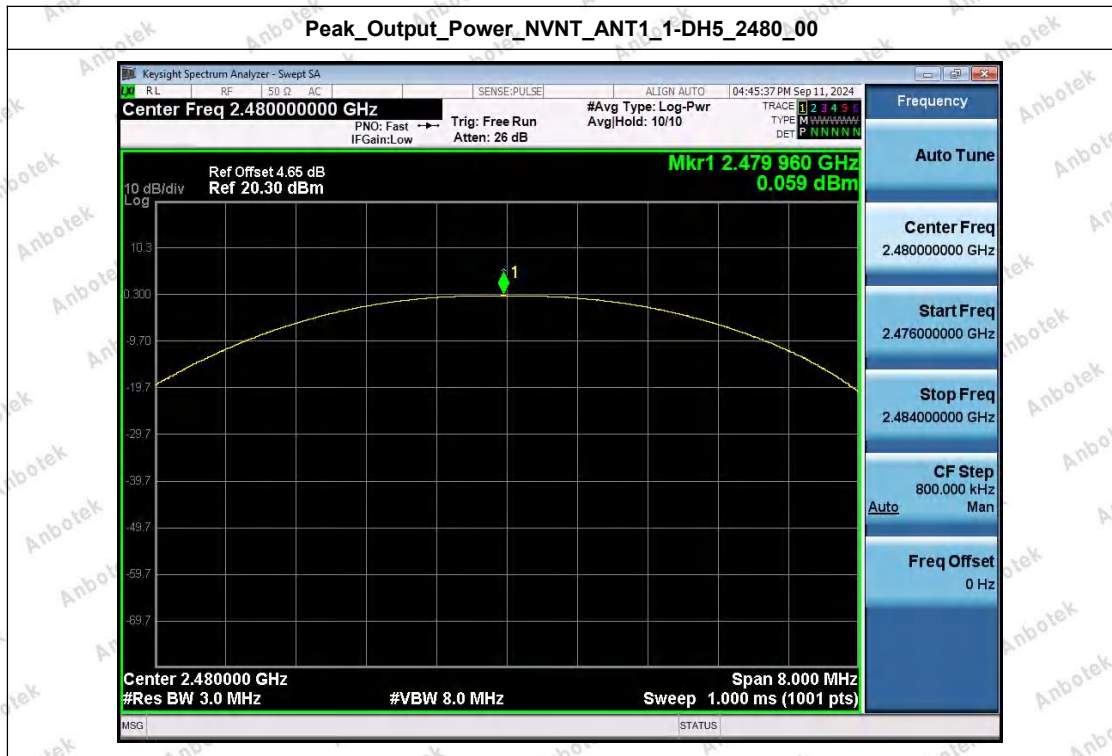 Peak_Output_Power_NVNT_ANT1_1-DH5_2480_00
Keysight Spectrum Analyzer - Swept SA
LXI RL RF 50 Ω AC SENSE:PULSE ALIGN AUTO 04:45:37 PM Sep 11, 2024
Center Freq 2.480000000 GHz
PNO: Fast
IFGain:Low
Trig: Free Run
Atten: 26 dB
#Avg Type: Log-Pwr
Avg|Hold: 10/10
TRACE 1 2 3 4 5 6
TYPE M WWWWW
DET P N N N N N
Ref Offset 4.65 dB
Ref 20.30 dBm
10 dB/div
Log
Mkr1 2.479 960 GHz
0.059 dBm
1
10.3
0.300
-9.70
-19.7
-29.7
-39.7
-49.7
-59.7
-69.7
Center 2.480000 GHz
Span 8.000 MHz
#Res BW 3.0 MHz
#VBW 8.0 MHz
Sweep 1.000 ms (1001 pts)
MSG
STATUS
Frequency
Auto Tune
Center Freq
2.480000000 GHz
Start Freq
2.476000000 GHz
Stop Freq
2.484000000 GHz
CF Step
800.000 kHz
Auto Man
Freq Offset
0 Hz
Anbotek